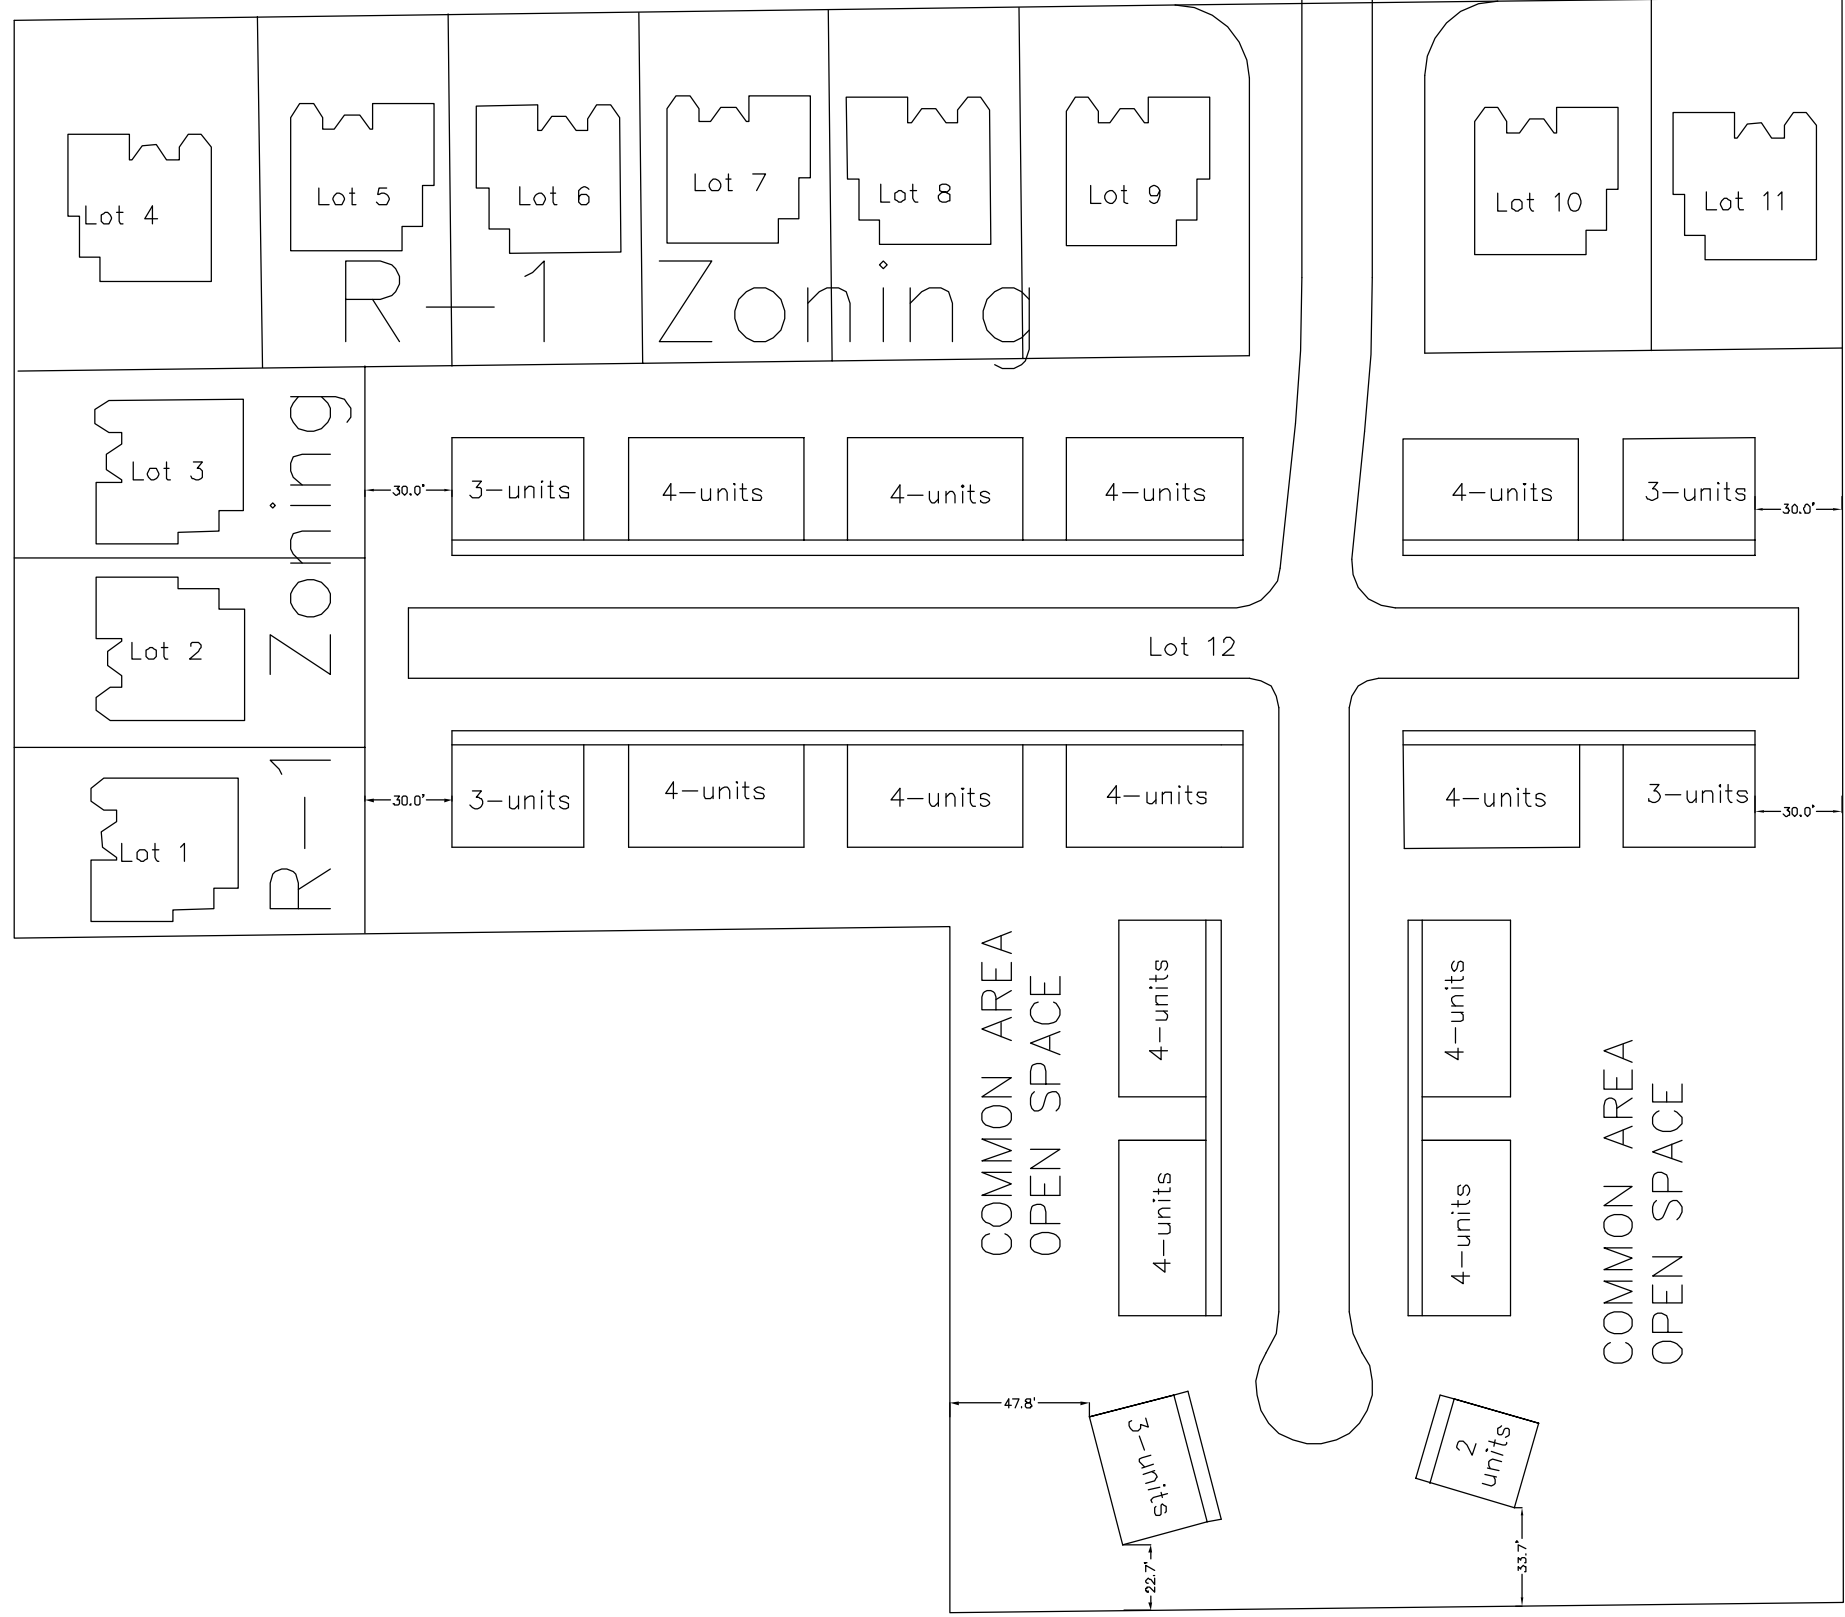 Lot 4
Lot 5
Lot 6
Lot 7
Lot 8
Lot 9
Lot 10
Lot 11
R-1 Zoning
Lot 3
Lot 2
Lot 1
R-1 Zoning
30.0'
3-units
4-units
4-units
4-units
4-units
3-units
30.0'
Lot 12
30.0'
3-units
4-units
4-units
4-units
4-units
3-units
30.0'
COMMON AREA
OPEN SPACE
4-units
4-units
4-units
4-units
COMMON AREA
OPEN SPACE
47.8'
3-units
2
units
22.7'
33.7'